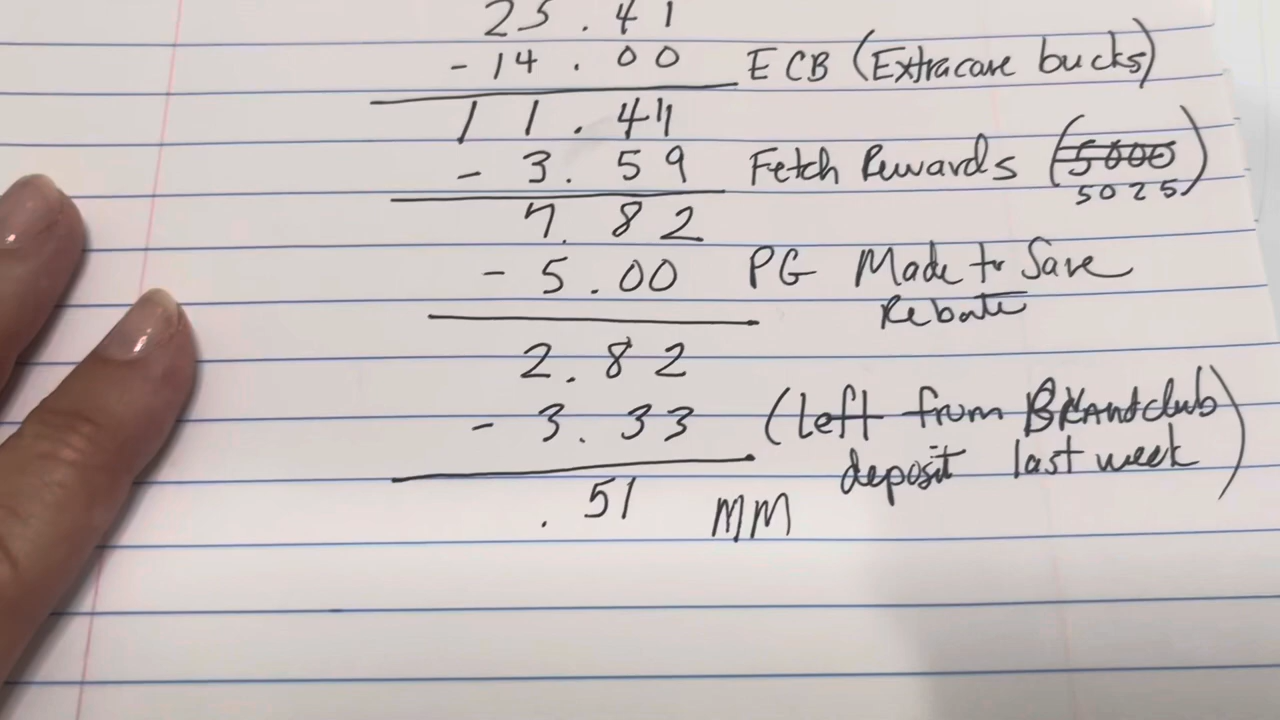 25.41
- 14.00 ECB (Extracare bucks)
11.41
- 3.59 Fetch Rewards (5000
5025)
7.82
- 5.00 PG Made to Save
Rebate
2.82
- 3.33 (left from Brandclub
deposit last week)
.51 MM